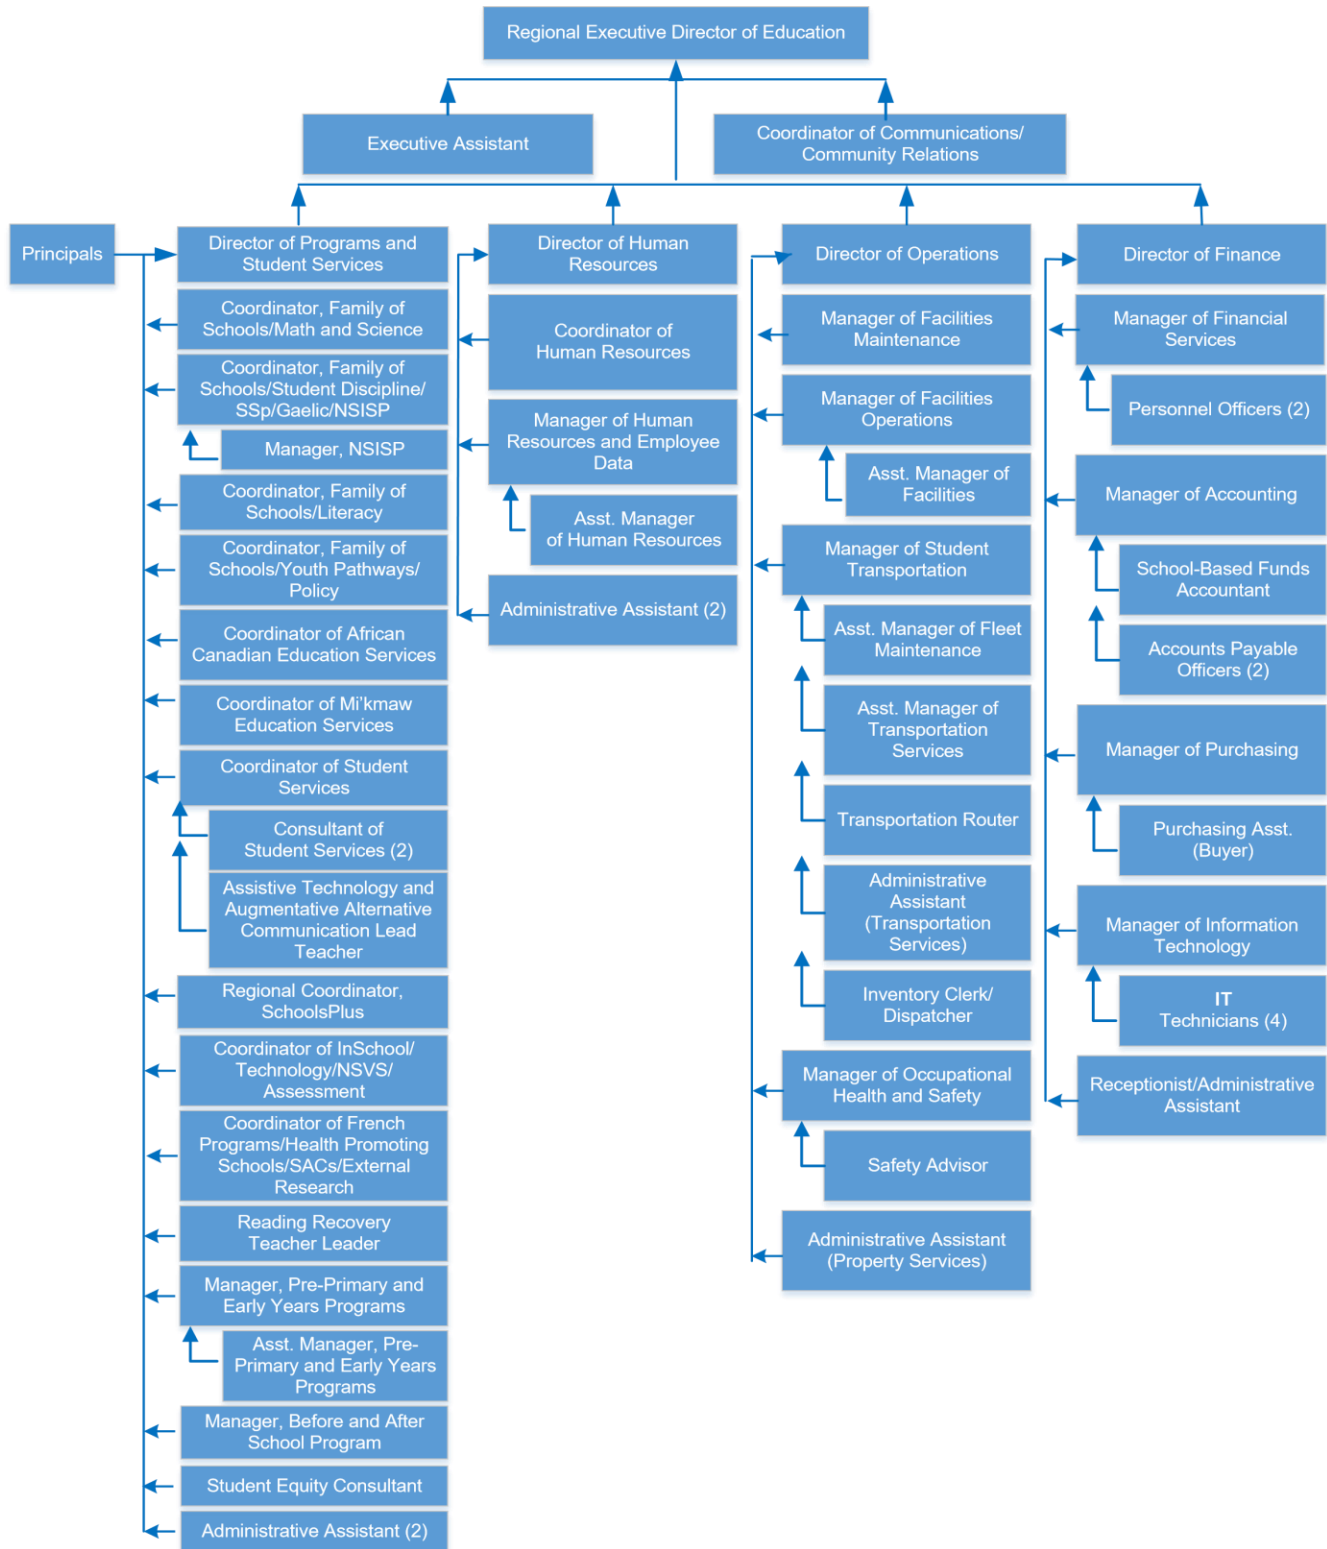 Regional Executive Director of Education
Executive Assistant
Coordinator of Communications/
Community Relations
Principals
Director of Programs and
Student Services
Coordinator, Family of
Schools/Math and Science
Coordinator, Family of
Schools/Student Discipline/
SSp/Gaelic/NSISP
Manager, NSISP
Coordinator, Family of
Schools/Literacy
Coordinator, Family of
Schools/Youth Pathways/
Policy
Coordinator of African
Canadian Education Services
Coordinator of Mi'kmaw
Education Services
Coordinator of Student
Services
Consultant of
Student Services (2)
Assistive Technology and
Augmentative Alternative
Communication Lead
Teacher
Regional Coordinator,
SchoolsPlus
Coordinator of InSchool/
Technology/NSVS/
Assessment
Coordinator of French
Programs/Health Promoting
Schools/SACs/External
Research
Reading Recovery
Teacher Leader
Manager, Pre-Primary and
Early Years Programs
Asst. Manager, Pre-
Primary and Early Years
Programs
Manager, Before and After
School Program
Student Equity Consultant
Administrative Assistant (2)
Director of Human
Resources
Coordinator of
Human Resources
Manager of Human
Resources and Employee
Data
Asst. Manager
of Human Resources
Administrative Assistant (2)
Director of Operations
Manager of Facilities
Maintenance
Manager of Facilities
Operations
Asst. Manager of
Facilities
Manager of Student
Transportation
Asst. Manager of Fleet
Maintenance
Asst. Manager of
Transportation
Services
Transportation Router
Administrative
Assistant
(Transportation
Services)
Inventory Clerk/
Dispatcher
Manager of Occupational
Health and Safety
Safety Advisor
Administrative Assistant
(Property Services)
Director of Finance
Manager of Financial
Services
Personnel Officers (2)
Manager of Accounting
School-Based Funds
Accountant
Accounts Payable
Officers (2)
Manager of Purchasing
Purchasing Asst.
(Buyer)
Manager of Information
Technology
IT
Technicians (4)
Receptionist/Administrative
Assistant